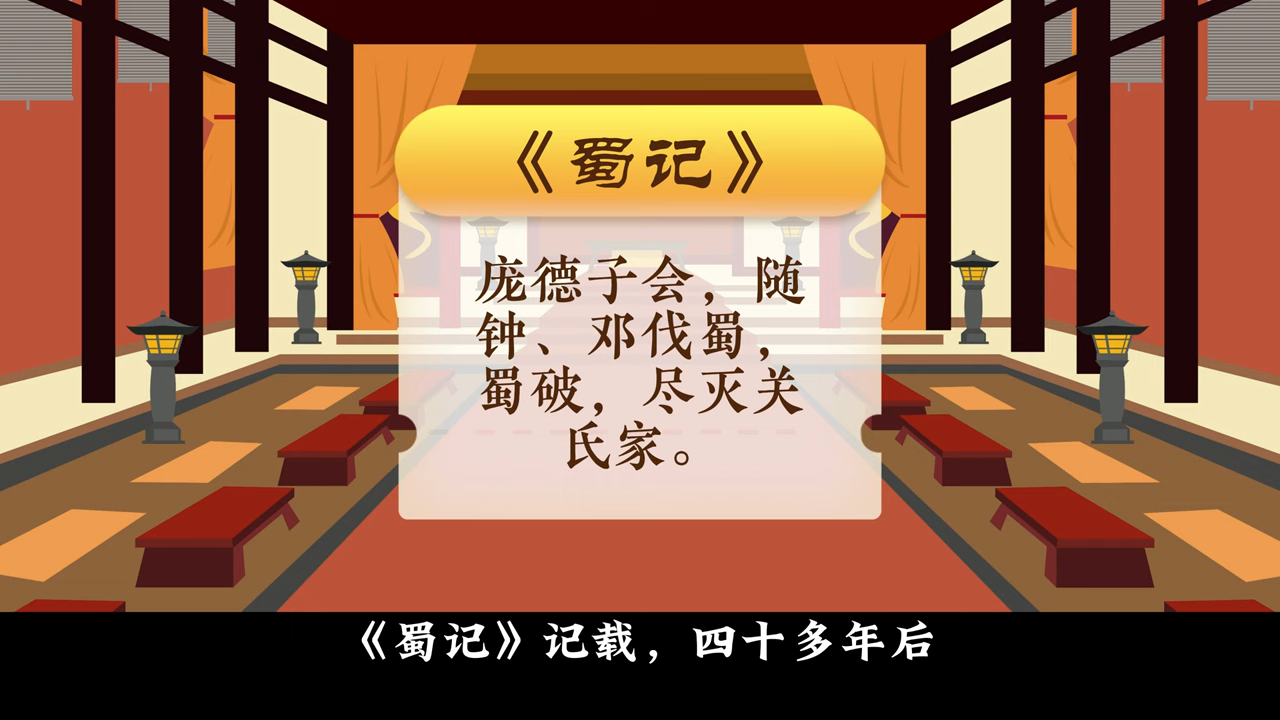 《蜀记》
庞德子会，随
钟、邓伐蜀，
蜀破，尽灭关
氏家。
《蜀记》记载，四十多年后